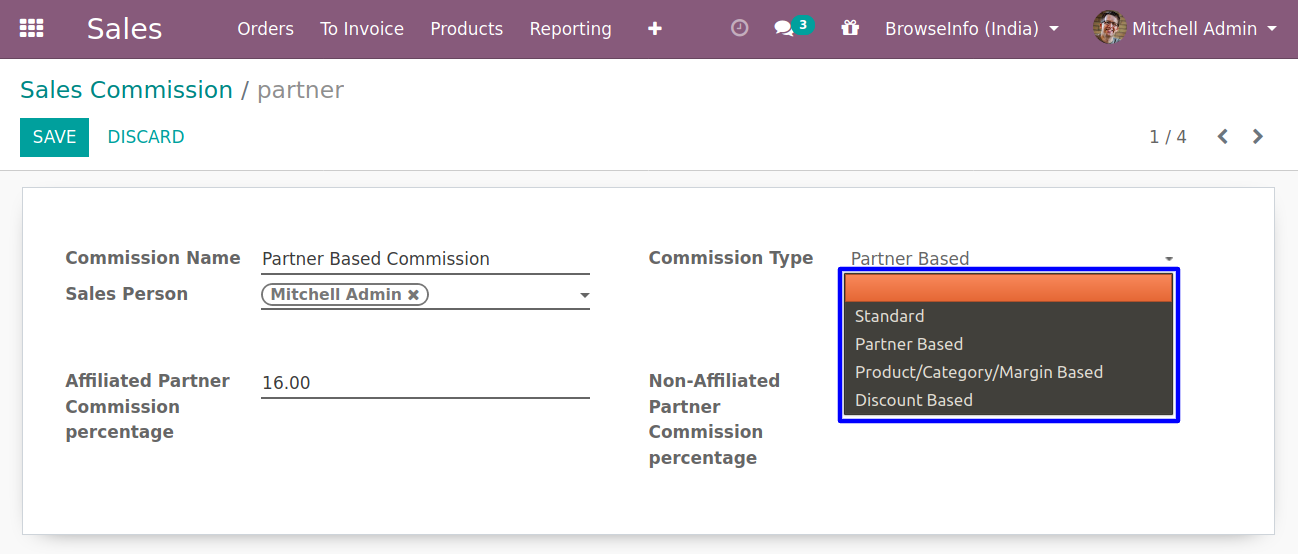 Sales Orders To Invoice Products Reporting 3 BrowseInfo (India) Mitchell Admin
Sales Commission / partner
SAVE DISCARD 1 / 4
Commission Name Partner Based Commission Commission Type Partner Based
Sales Person Mitchell Admin
Standard
Partner Based
Product/Category/Margin Based
Discount Based
Affiliated Partner
Commission
percentage
16.00
Non-Affiliated
Partner
Commission
percentage